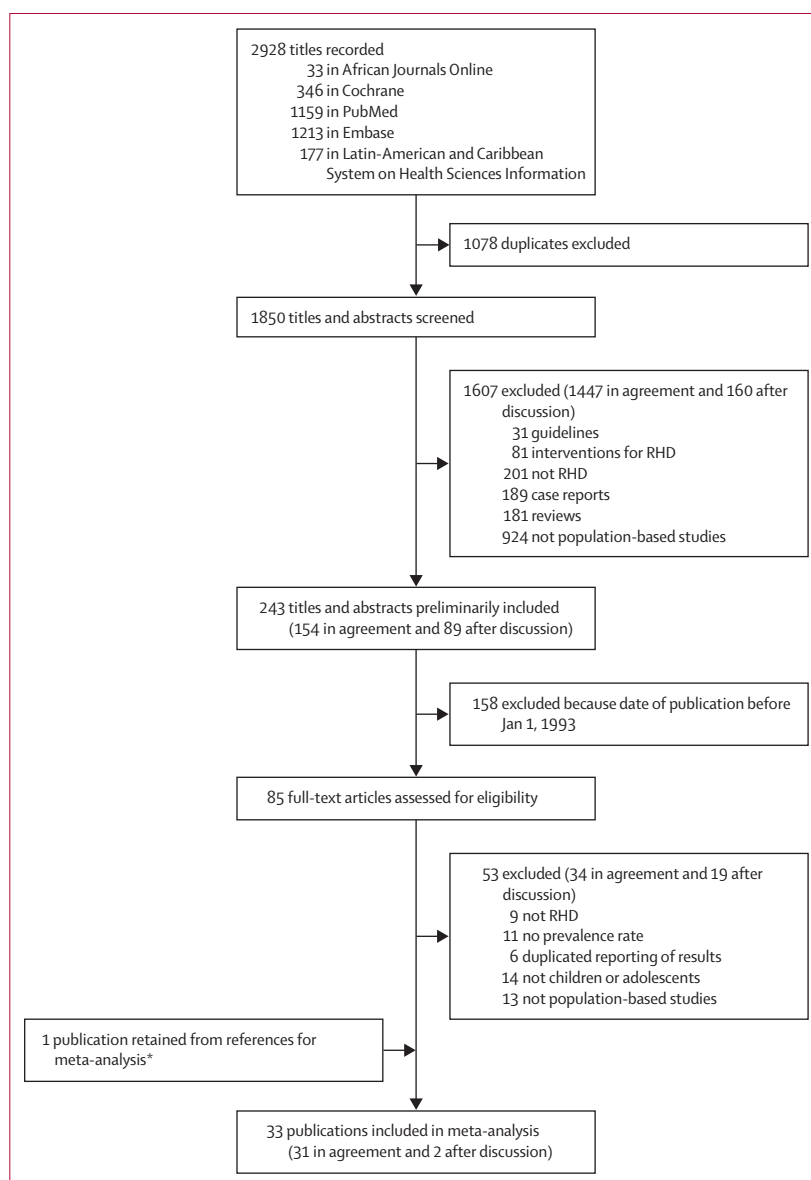 2928 titles recorded
33 in African Journals Online
346 in Cochrane
1159 in PubMed
1213 in Embase
177 in Latin-American and Caribbean
System on Health Sciences Information
1078 duplicates excluded
1850 titles and abstracts screened
1607 excluded (1447 in agreement and 160 after
discussion)
31 guidelines
81 interventions for RHD
201 not RHD
189 case reports
181 reviews
924 not population-based studies
243 titles and abstracts preliminarily included
(154 in agreement and 89 after discussion)
158 excluded because date of publication before
Jan 1, 1993
85 full-text articles assessed for eligibility
53 excluded (34 in agreement and 19 after
discussion)
9 not RHD
11 no prevalence rate
6 duplicated reporting of results
14 not children or adolescents
13 not population-based studies
1 publication retained from references for
meta-analysis*
33 publications included in meta-analysis
(31 in agreement and 2 after discussion)